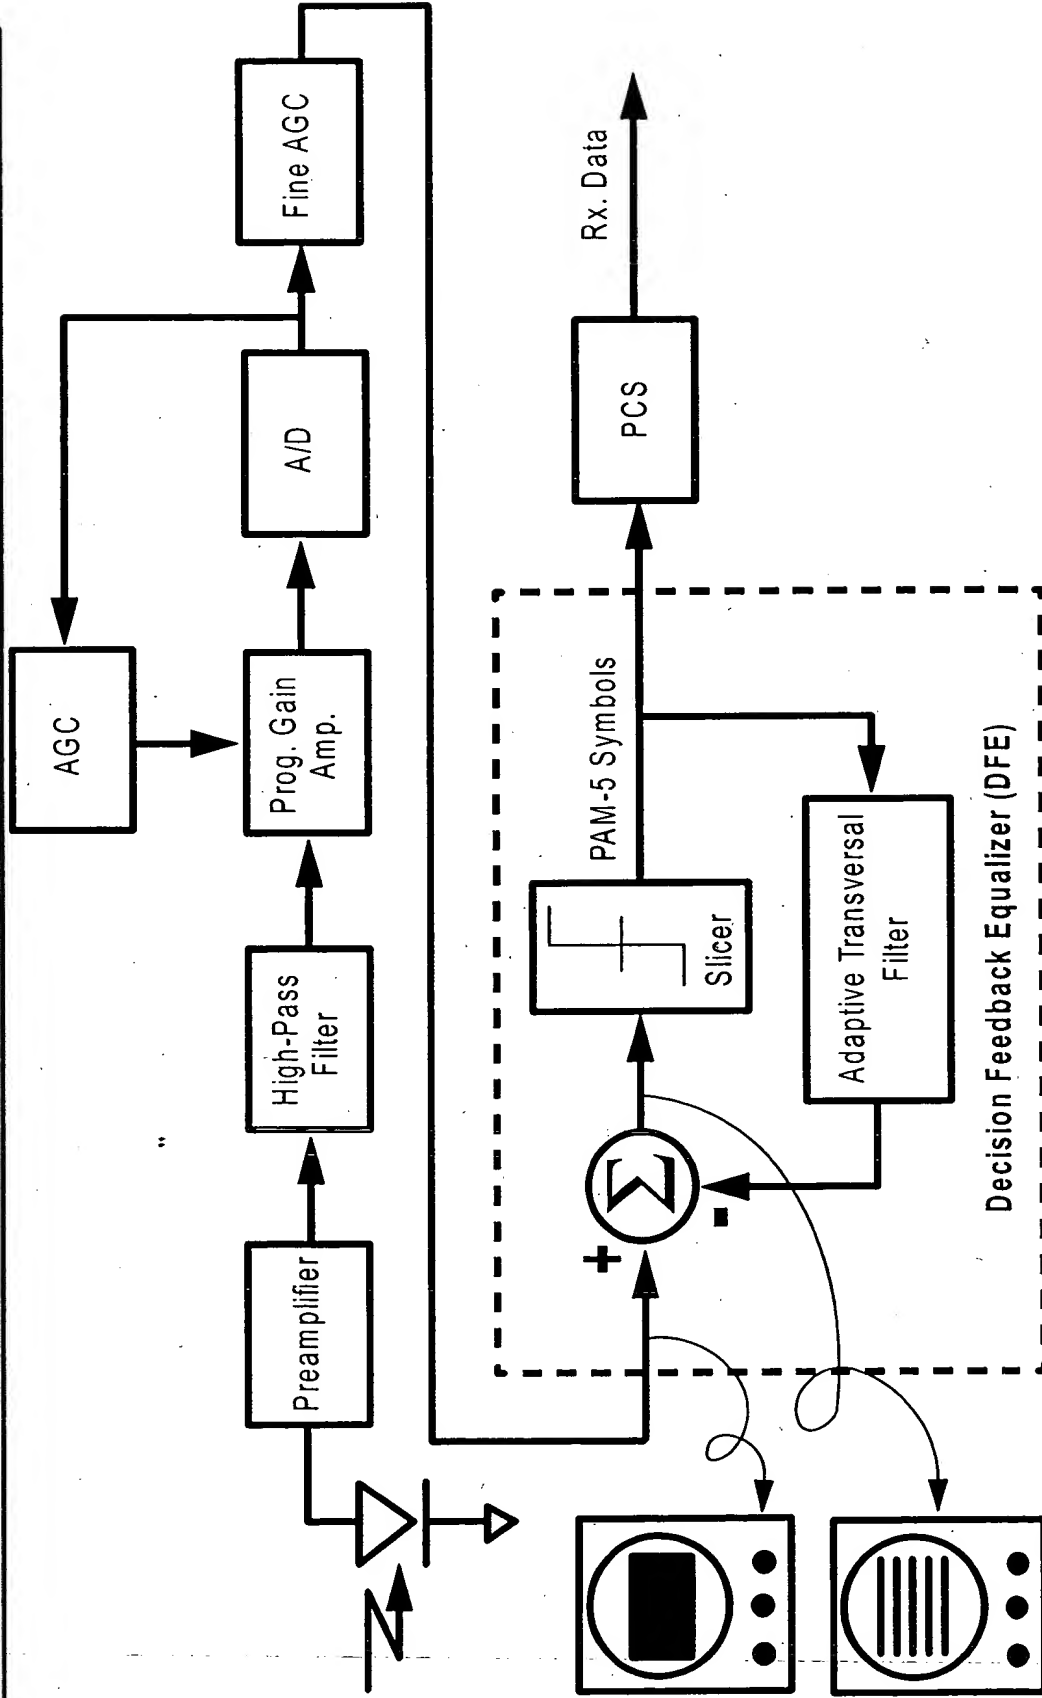 Preamplifier
High-Pass
Filter
Prog. Gain
Amp.
AGC
A/D
Fine AGC
+
-
Σ
Slicer
PAM-5 Symbols
Adaptive Transversal
Filter
Decision Feedback Equalizer (DFE)
PCS
Rx. Data